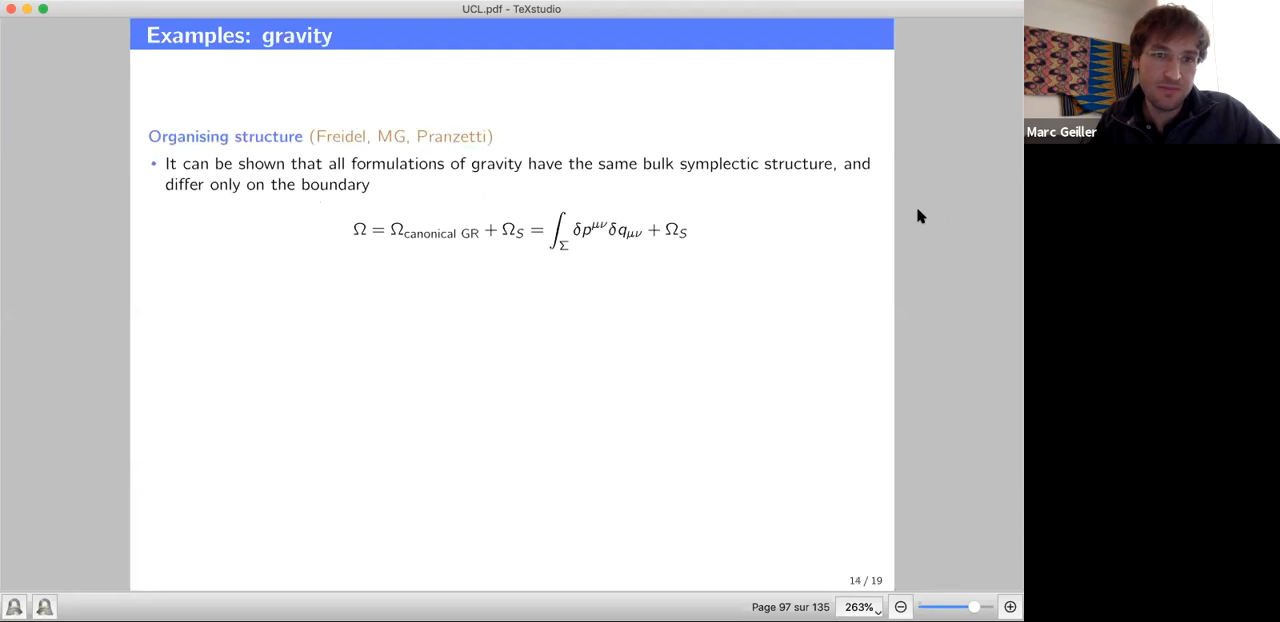 UCL.pdf - TeXstudio
Examples: gravity
Marc Geiller
Organising structure (Freidel, MG, Pranzetti)
• It can be shown that all formulations of gravity have the same bulk symplectic structure, and
differ only on the boundary
Ω = Ω_canonical GR + Ω_S = ∫_Σ δp^μν δq_μν + Ω_S
14 / 19
Page 97 sur 135 263%